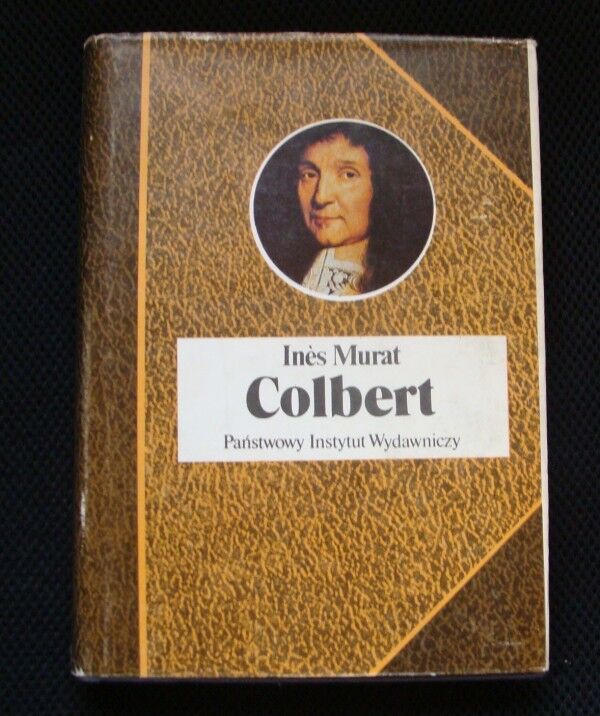 Inès Murat
Colbert
Państwowy Instytut Wydawniczy